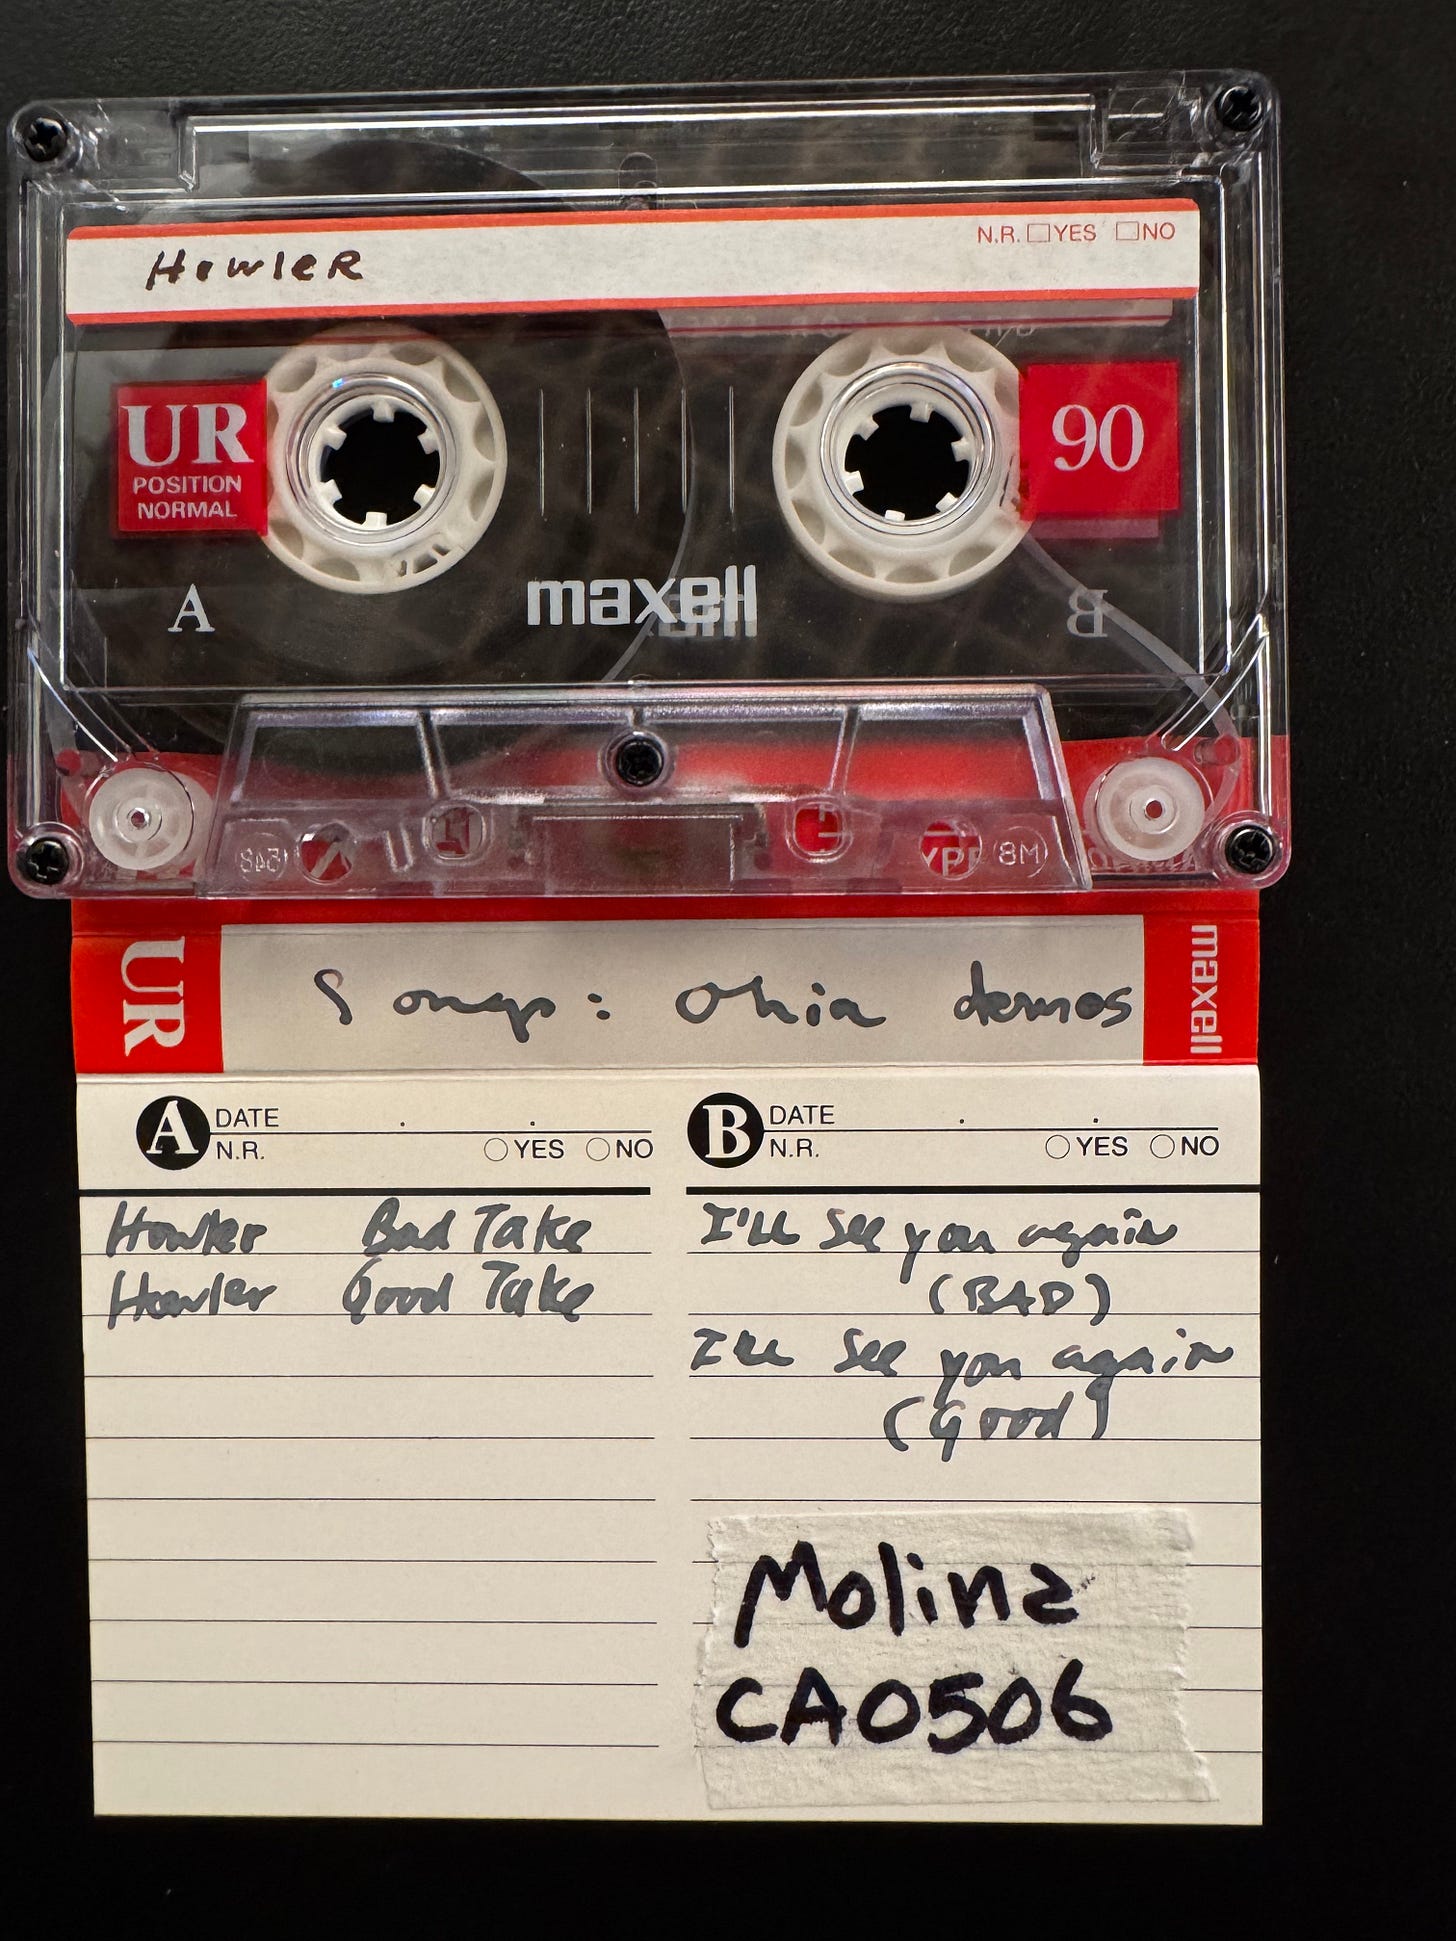 HowleR
N.R. □YES □NO
UR
POSITION
NORMAL
90
A
maxell
B
8M
UR
Songs: Ohia demos
maxell
A DATE . .
N.R. ○YES ○NO
Howler Bad Take
Howler Good Take
B DATE . .
N.R. ○YES ○NO
I'll See you again
(BAD)
I'll See you again
(Good)
Molina
CA0506